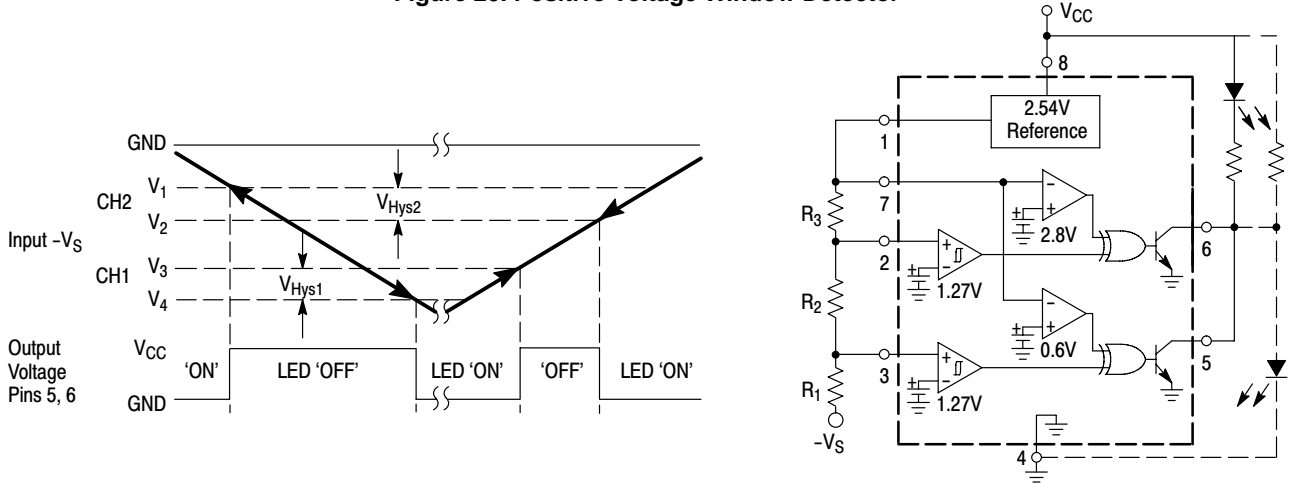 Figure 20. Positive Voltage Window Detector
GND
CH2
V1
V2
VHys2
Input –VS
CH1
V3
V4
VHys1
Output
Voltage
Pins 5, 6
VCC
GND
'ON'
LED 'OFF'
LED 'ON'
'OFF'
LED 'ON'
VCC
8
2.54V
Reference
1
7
R3
–
+
+
2.8V
6
2
+
–
+
1.27V
R2
–
+
+
0.6V
5
3
+
–
+
1.27V
R1
–VS
4